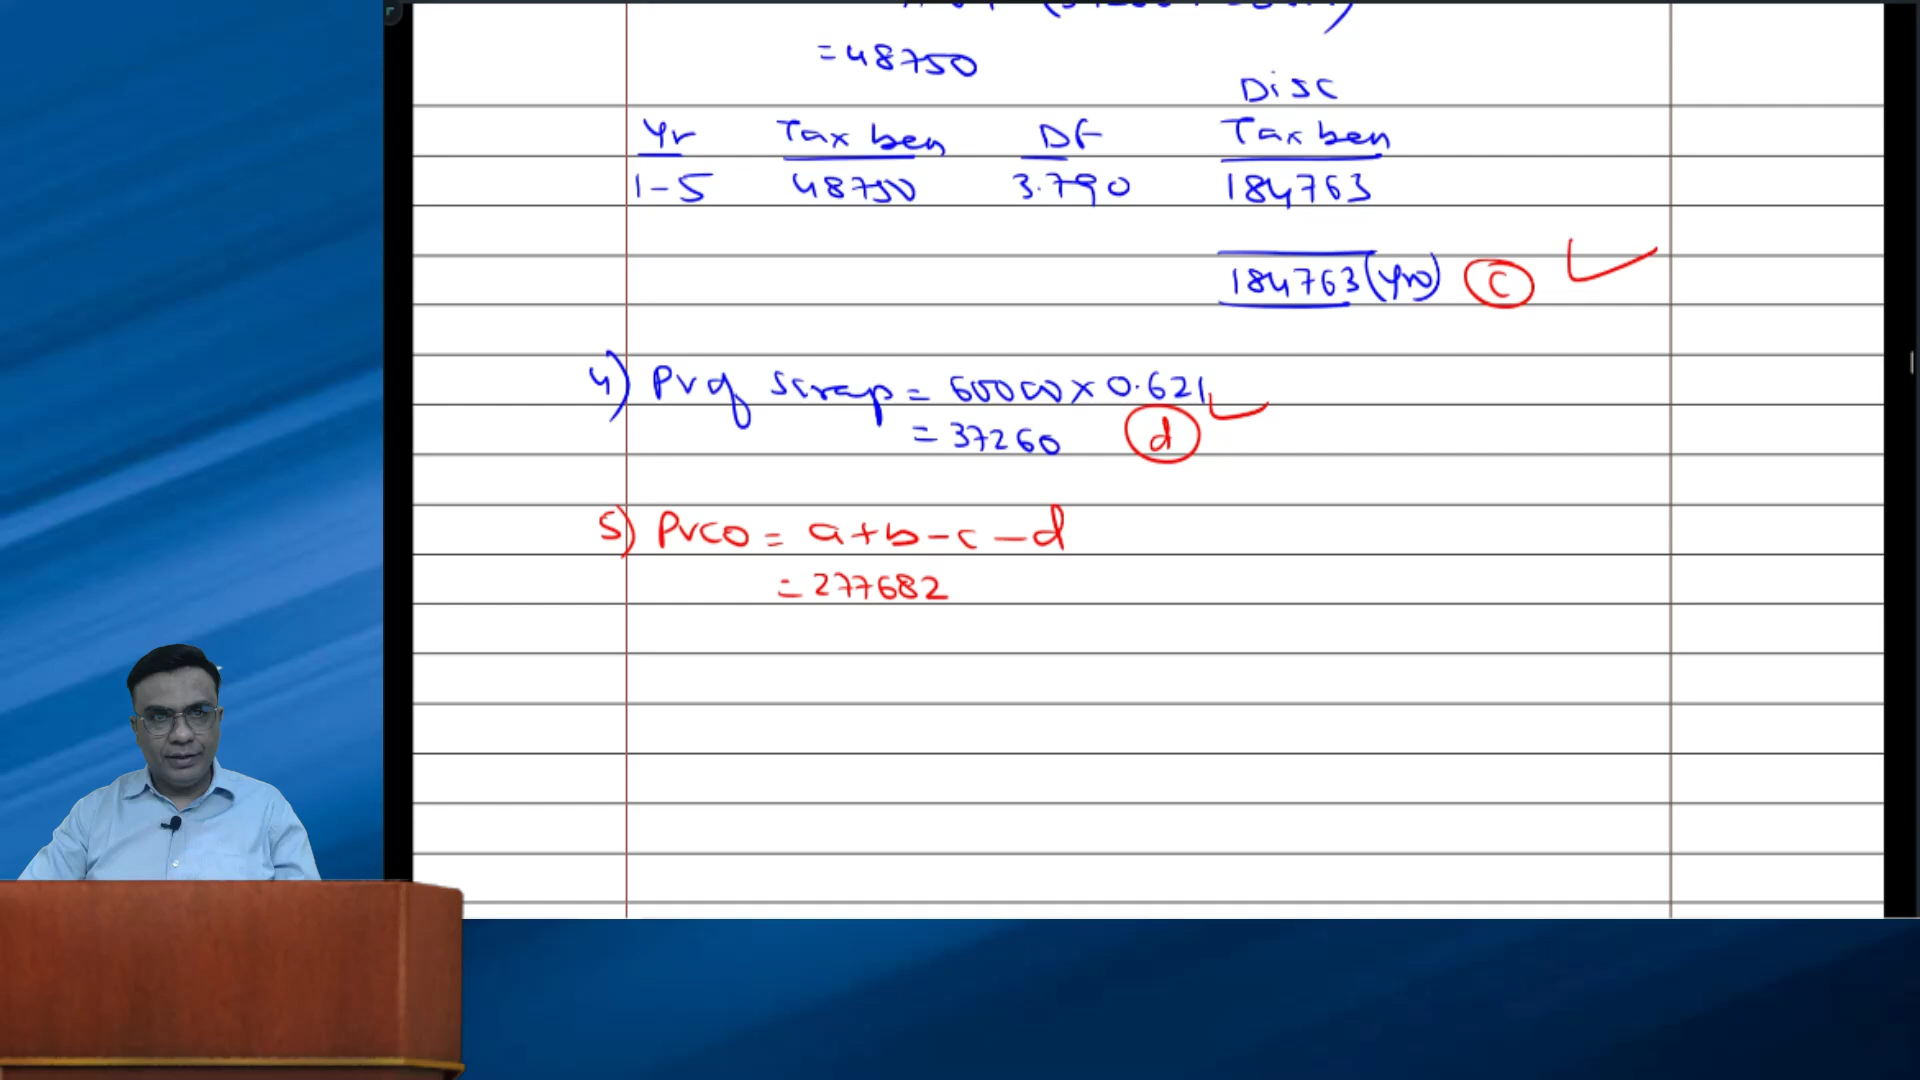 = 48750
Disc
Yr Tax ben DF Tax ben
1-5 48750 3.790 184763
184763 (Yr0) c
4) PV of scrap = 60000 x 0.621
= 37260 d
5) PVCO = a+b-c-d
= 277682